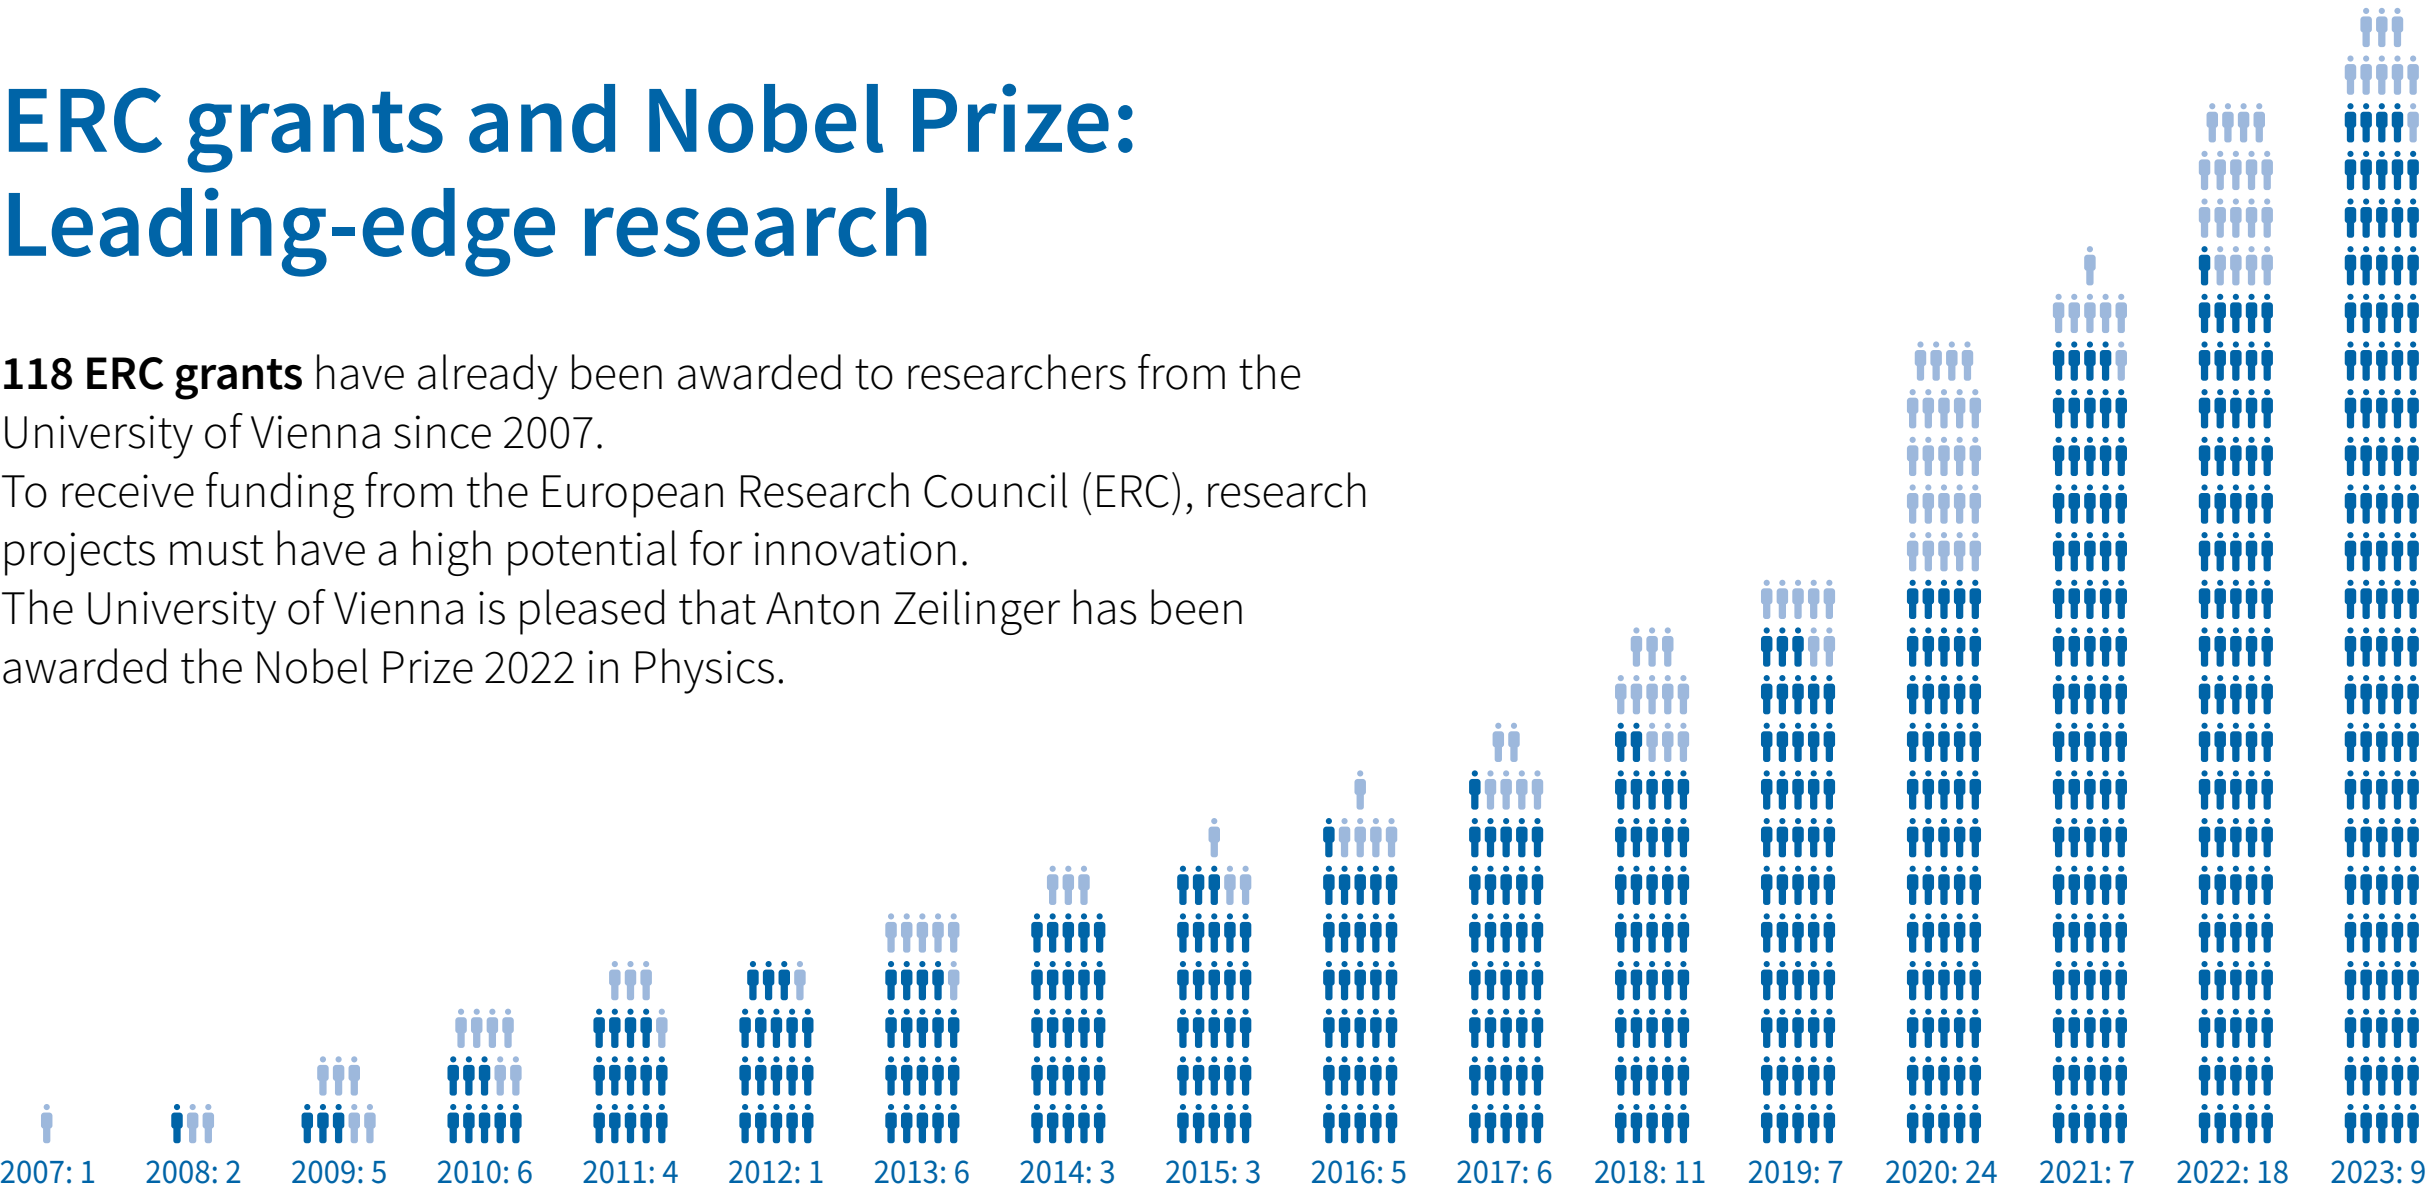 ERC grants and Nobel Prize:
Leading-edge research
118 ERC grants have already been awarded to researchers from the
University of Vienna since 2007.
To receive funding from the European Research Council (ERC), research
projects must have a high potential for innovation.
The University of Vienna is pleased that Anton Zeilinger has been
awarded the Nobel Prize 2022 in Physics.
2007: 1 2008: 2 2009: 5 2010: 6 2011: 4 2012: 1 2013: 6 2014: 3 2015: 3 2016: 5 2017: 6 2018: 11 2019: 7 2020: 24 2021: 7 2022: 18 2023: 9